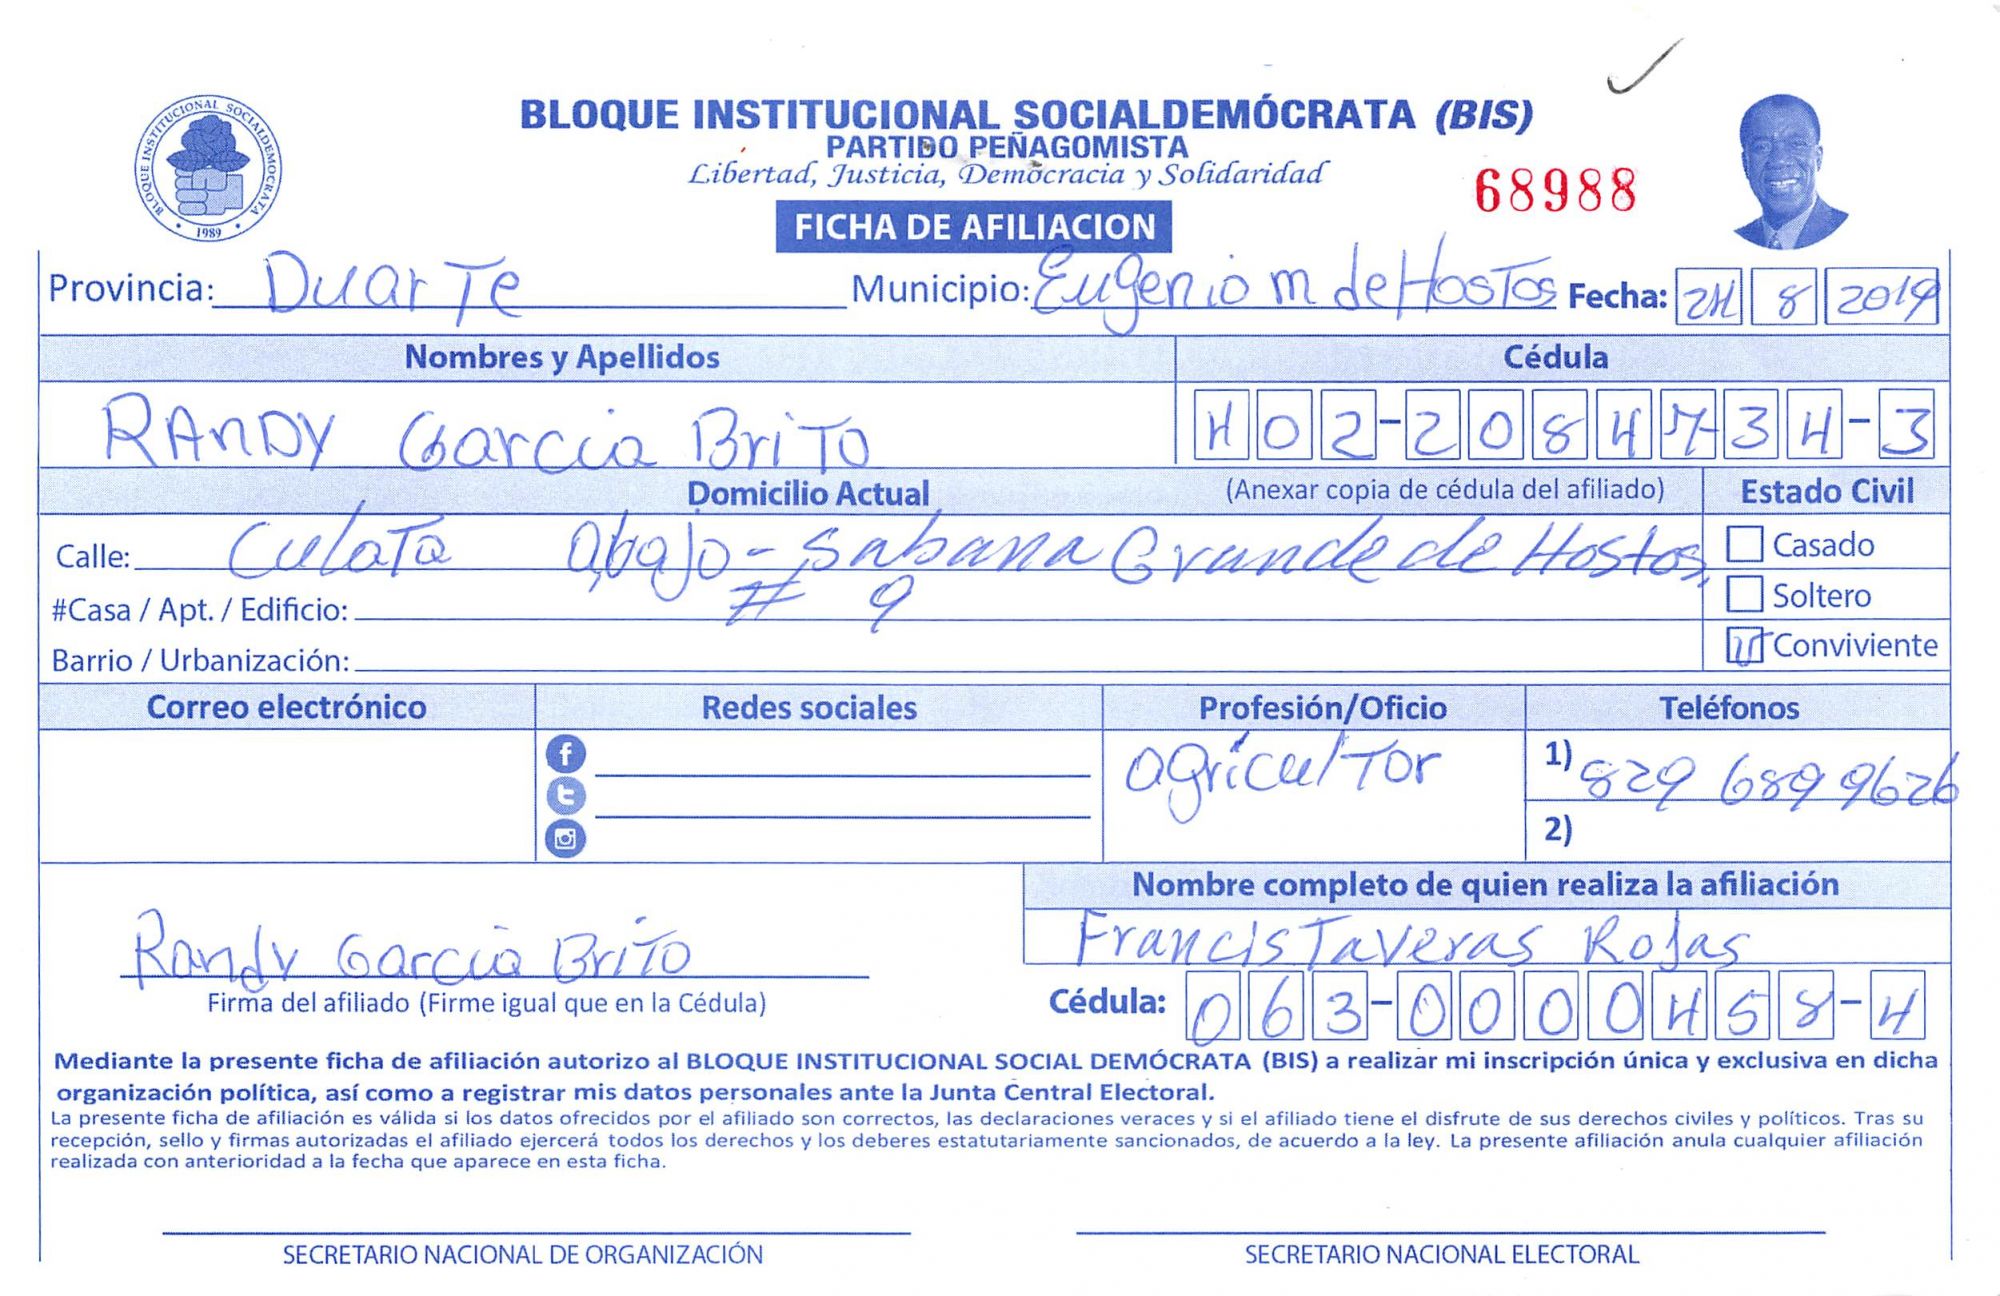 BLOQUE INSTITUCIONAL SOCIALDEMOCRATA
1989
BLOQUE INSTITUCIONAL SOCIALDEMÓCRATA (BIS)
PARTIDO PEÑAGOMISTA
Libertad, Justicia, Democracia y Solidaridad
68988
FICHA DE AFILIACION
Provincia: Duarte Municipio: Eugenio m de Hostos Fecha: 24 8 2019
Nombres y Apellidos Cédula
RAnDY Garcia Brito 402-2084734-3
Domicilio Actual (Anexar copia de cédula del afiliado) Estado Civil
Calle: Culata abajo - Sabana Grande de Hostos, Casado
#Casa / Apt. / Edificio: # 9 Soltero
Barrio / Urbanización: Conviviente
Correo electrónico Redes sociales Profesión/Oficio Teléfonos
agricultor 1) 829 689 9626
2)
Nombre completo de quien realiza la afiliación
Randy Garcia Brito Francis Taveras Rojas
Firma del afiliado (Firme igual que en la Cédula) Cédula: 063-0000458-4
Mediante la presente ficha de afiliación autorizo al BLOQUE INSTITUCIONAL SOCIAL DEMÓCRATA (BIS) a realizar mi inscripción única y exclusiva en dicha
organización política, así como a registrar mis datos personales ante la Junta Central Electoral.
La presente ficha de afiliación es válida si los datos ofrecidos por el afiliado son correctos, las declaraciones veraces y si el afiliado tiene el disfrute de sus derechos civiles y políticos. Tras su
recepción, sello y firmas autorizadas el afiliado ejercerá todos los derechos y los deberes estatutariamente sancionados, de acuerdo a la ley. La presente afiliación anula cualquier afiliación
realizada con anterioridad a la fecha que aparece en esta ficha.
SECRETARIO NACIONAL DE ORGANIZACIÓN SECRETARIO NACIONAL ELECTORAL